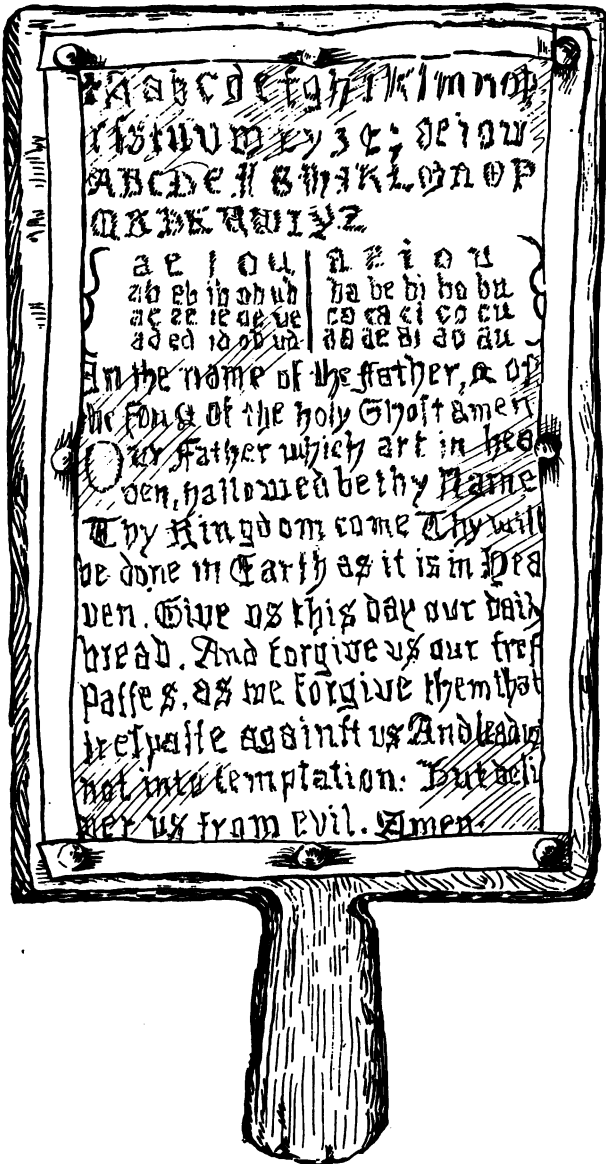 A a b c d e f g h i k l m n o p
r ſ s t u v w x y z & ; a e i o u
A B C D E F G H I K L M N O P
Q R S T U W X Y Z
a e i o u a e i o u
ab eb ib ob ub ba be bi bo bu
ac ec ic oc uc ca ce ci co cu
ad ed id od ud da de di do du
In the name of the ffather, & of
the Son & of the holy Ghost amen
Our ffather which art in hea
ven, hallowed be thy Name
Thy Kingdom come Thy will
be done in Earth as it is in Hea
ven. Give us this day our daily
bread. And forgive us our treſ
paſſes, as we forgive them that
treſpaſſe againſt us And lead us
not into temptation: But deli
ver us from evil. Amen.